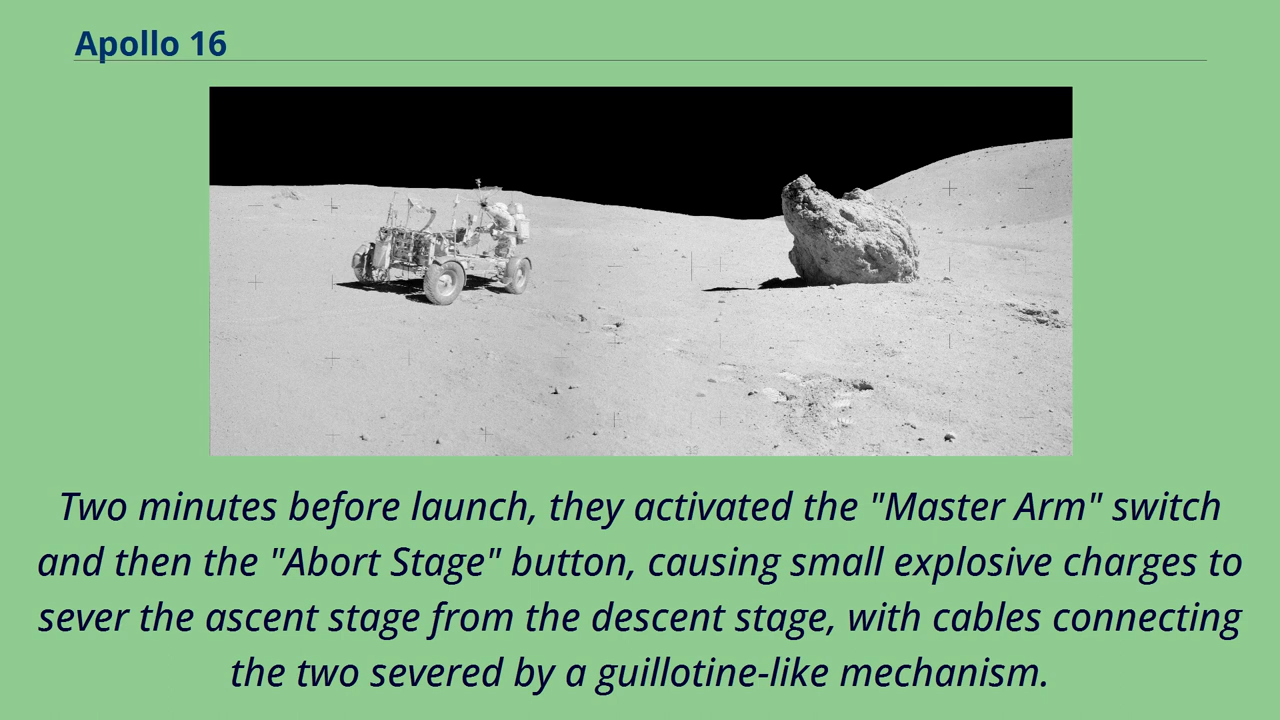 Apollo 16
Two minutes before launch, they activated the "Master Arm" switch
and then the "Abort Stage" button, causing small explosive charges to
sever the ascent stage from the descent stage, with cables connecting
the two severed by a guillotine-like mechanism.